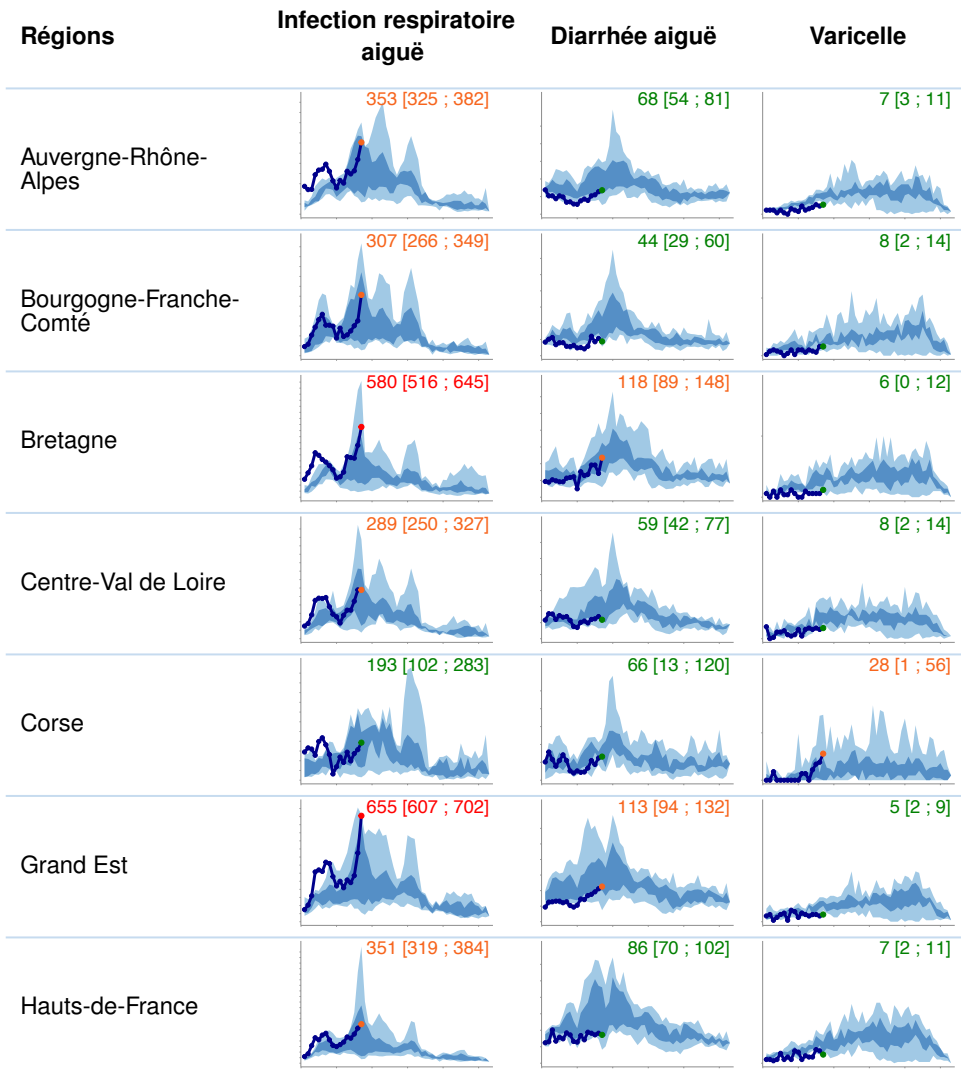 Régions
Infection respiratoire
aiguë
Diarrhée aiguë
Varicelle
Auvergne-Rhône-
Alpes
353 [325 ; 382]
68 [54 ; 81]
7 [3 ; 11]
Bourgogne-Franche-
Comté
307 [266 ; 349]
44 [29 ; 60]
8 [2 ; 14]
Bretagne
580 [516 ; 645]
118 [89 ; 148]
6 [0 ; 12]
Centre-Val de Loire
289 [250 ; 327]
59 [42 ; 77]
8 [2 ; 14]
Corse
193 [102 ; 283]
66 [13 ; 120]
28 [1 ; 56]
Grand Est
655 [607 ; 702]
113 [94 ; 132]
5 [2 ; 9]
Hauts-de-France
351 [319 ; 384]
86 [70 ; 102]
7 [2 ; 11]